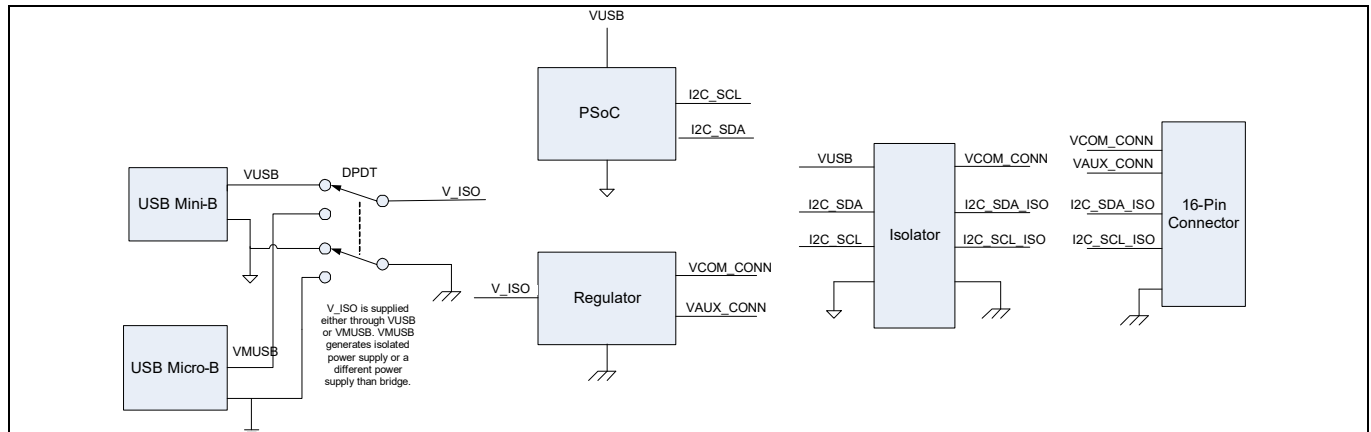 VUSB
PSoC
I2C_SCL
I2C_SDA
USB Mini-B
VUSB
DPDT
V_ISO
USB Micro-B
VMUSB
V_ISO is supplied
either through VUSB
or VMUSB. VMUSB
generates isolated
power supply or a
different power
supply than bridge.
V_ISO
Regulator
VCOM_CONN
VAUX_CONN
VUSB
I2C_SDA
I2C_SCL
Isolator
VCOM_CONN
I2C_SDA_ISO
I2C_SCL_ISO
VCOM_CONN
VAUX_CONN
I2C_SDA_ISO
I2C_SCL_ISO
16-Pin
Connector